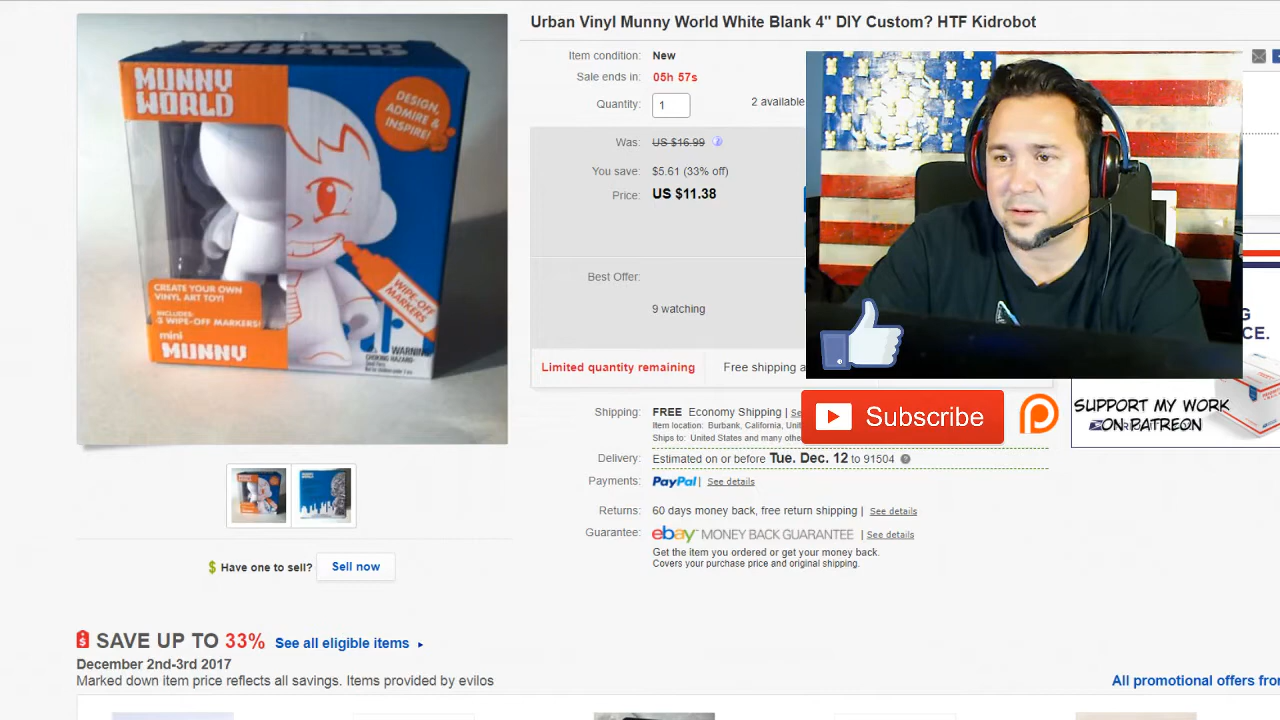 Urban Vinyl Munny World White Blank 4" DIY Custom? HTF Kidrobot
MUNNY
WORLD
DESIGN,
ADMIRE &
INSPIRE!
CREATE YOUR OWN
VINYL ART TOY!
INCLUDES:
3 WIPE-OFF MARKERS!
mini
MUNNY
WIPE-OFF
MARKERS
WARNING
CHOKING HAZARD
Item condition: New
Sale ends in: 05h 57s
Quantity: 1 2 available
Was: US $16.99
You save: $5.61 (33% off)
Price: US $11.38
Best Offer:
9 watching
Limited quantity remaining Free shipping
Shipping: FREE Economy Shipping |
Item location: Burbank, California,
Ships to: United States and many
Delivery: Estimated on or before Tue. Dec. 12 to 91504
Payments: PayPal | See details
Returns: 60 days money back, free return shipping | See details
Guarantee: ebay MONEY BACK GUARANTEE | See details
Get the item you ordered or get your money back.
Covers your purchase price and original shipping.
Subscribe
SUPPORT MY WORK
ON PATREON
$ Have one to sell? Sell now
SAVE UP TO 33% See all eligible items
December 2nd-3rd 2017
Marked down item price reflects all savings. Items provided by evilos
All promotional offers